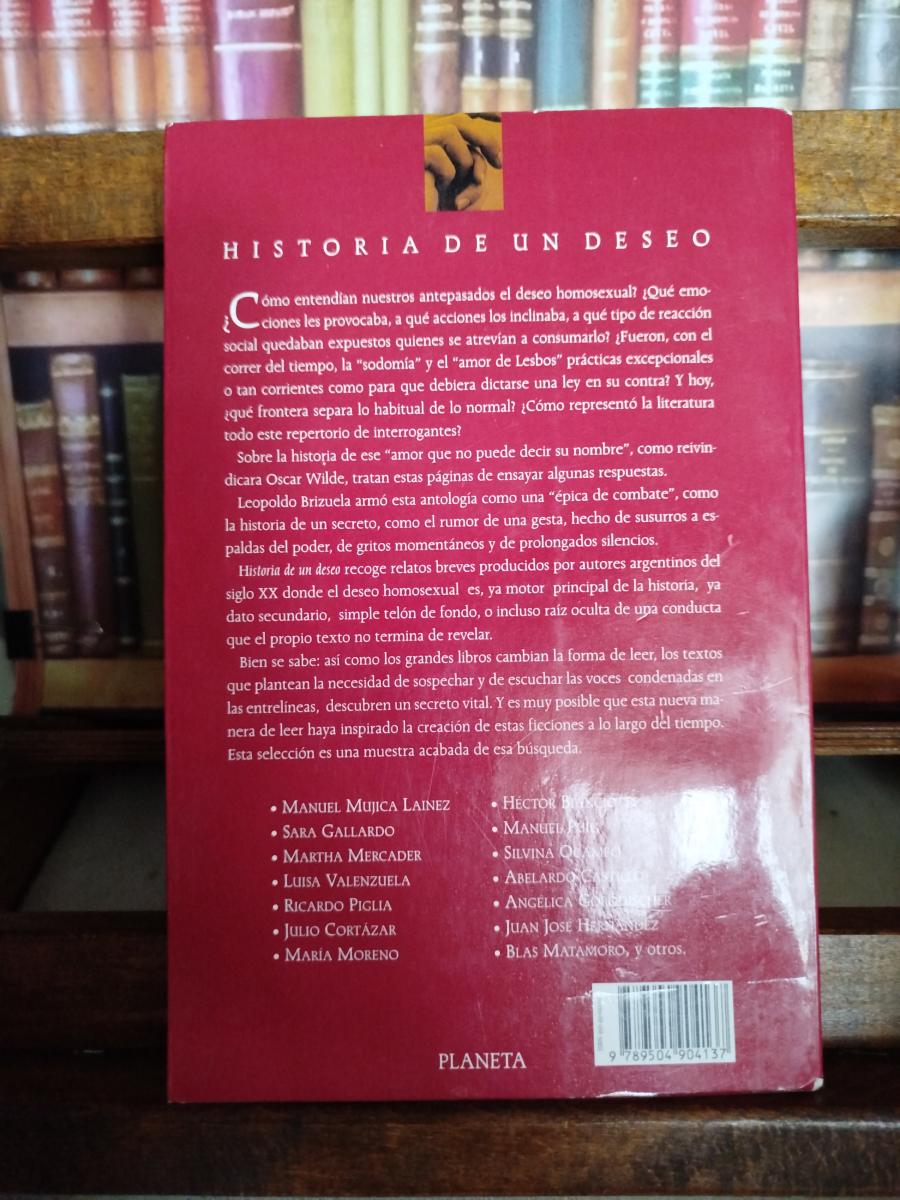 HISTORIA DE UN DESEO
¿Cómo entendían nuestros antepasados el deseo homosexual? ¿Qué emo-
ciones les provocaba, a qué acciones los inclinaba, a qué tipo de reacción
social quedaban expuestos quienes se atrevían a consumarlo? ¿Fueron, con el
correr del tiempo, la “sodomía” y el “amor de Lesbos” prácticas excepcionales
o tan corrientes como para que debiera dictarse una ley en su contra? Y hoy,
¿qué frontera separa lo habitual de lo normal? ¿Cómo representó la literatura
todo este repertorio de interrogantes?
Sobre la historia de ese “amor que no puede decir su nombre”, como reivin-
dicara Oscar Wilde, tratan estas páginas de ensayar algunas respuestas.
Leopoldo Brizuela armó esta antología como una “épica de combate”, como
la historia de un secreto, como el rumor de una gesta, hecho de susurros a es-
paldas del poder, de gritos momentáneos y de prolongados silencios.
Historia de un deseo recoge relatos breves producidos por autores argentinos del
siglo XX donde el deseo homosexual es, ya motor principal de la historia, ya
dato secundario, simple telón de fondo, o incluso raíz oculta de una conducta
que el propio texto no termina de revelar.
Bien se sabe: así como los grandes libros cambian la forma de leer, los textos
que plantean la necesidad de sospechar y de escuchar las voces condenadas en
las entrelíneas, descubren un secreto vital. Y es muy posible que esta nueva ma-
nera de leer haya inspirado la creación de estas ficciones a lo largo del tiempo.
Esta selección es una muestra acabada de esa búsqueda.
• MANUEL MUJICA LAINEZ
• SARA GALLARDO
• MARTHA MERCADER
• LUISA VALENZUELA
• RICARDO PIGLIA
• JULIO CORTÁZAR
• MARÍA MORENO
• HÉCTOR BIANCIOTTI
• MANUEL PUIG
• SILVINA OCAMPO
• ABELARDO CASTILLO
• ANGÉLICA GORODISCHER
• JUAN JOSÉ HERNÁNDEZ
• BLAS MATAMORO, y otros.
9 789504 904137
PLANETA